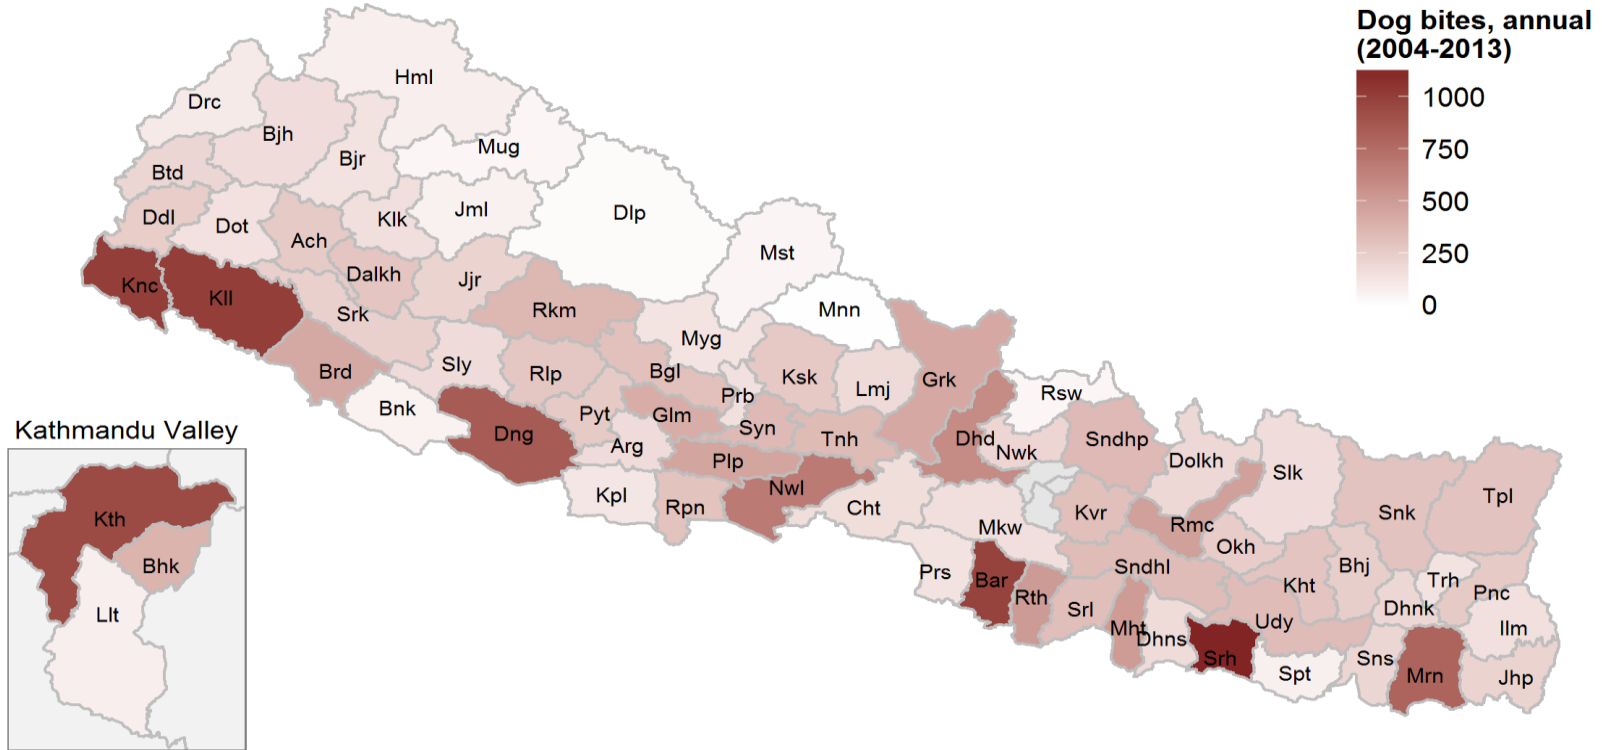 Dog bites, annual
(2004-2013)
1000
750
500
250
0
Hml
Drc
Bjh
Mug
Bjr
Btd
Jml
Dlp
Ddl
Klk
Dot
Ach
Mst
Dalkh
Jjr
Knc
Kll
Rkm
Mnn
Srk
Myg
Sly
Brd
Rlp
Bgl
Ksk
Grk
Lmj
Rsw
Prb
Bnk
Pyt
Glm
Syn
Dng
Tnh
Dhd
Sndhp
Arg
Nwk
Plp
Dolkh
Slk
Nwl
Kpl
Rpn
Cht
Tpl
Snk
Kvr
Mkw
Rmc
Okh
Prs
Bar
Sndhl
Bhj
Trh
Kht
Pnc
Rth
Srl
Dhnk
Udy
Mht
Dhns
Ilm
Srh
Sns
Spt
Mrn
Jhp
Kathmandu Valley
Kth
Bhk
Llt